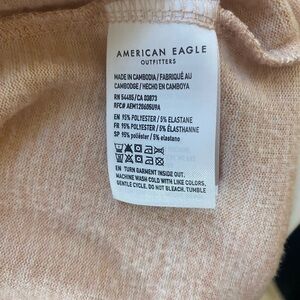 AMERICAN EAGLE
OUTFITTERS
MADE IN CAMBODIA/ FABRIQUÉ AU
CAMBODGE / HECHO EN CAMBOYA
RN 54485/CA 03873
RFC# AEM1206065U9A
EN 95% POLYESTER/ 5% ELASTANE
FR 95% POLYESTER / 5% ÉLASTHANNE
SP 95% poliéster / 5% elastano
EN TURN GARMENT INSIDE OUT.
MACHINE WASH COLD WITH LIKE COLORS,
GENTLE CYCLE. DO NOT BLEACH. TUMBLE